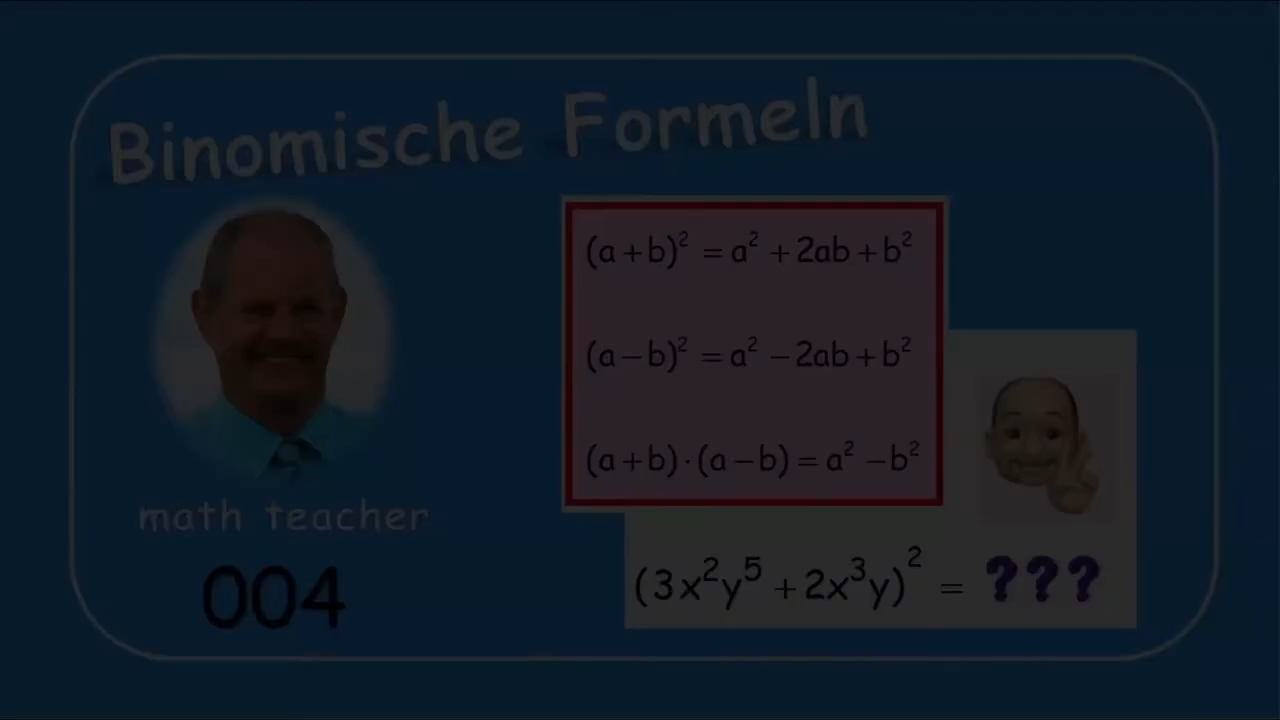 Binomische Formeln
(a+b)² = a² + 2ab + b²
(a−b)² = a² − 2ab + b²
(a+b)·(a−b) = a² − b²
math teacher
004
(3x²y⁵ + 2x³y)² = ???